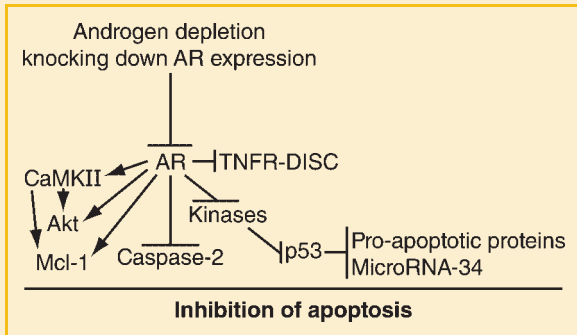 Androgen depletion
knocking down AR expression
AR
TNFR-DISC
CaMKII
Akt
Mcl-1
Caspase-2
Kinases
p53
Pro-apoptotic proteins
MicroRNA-34
Inhibition of apoptosis